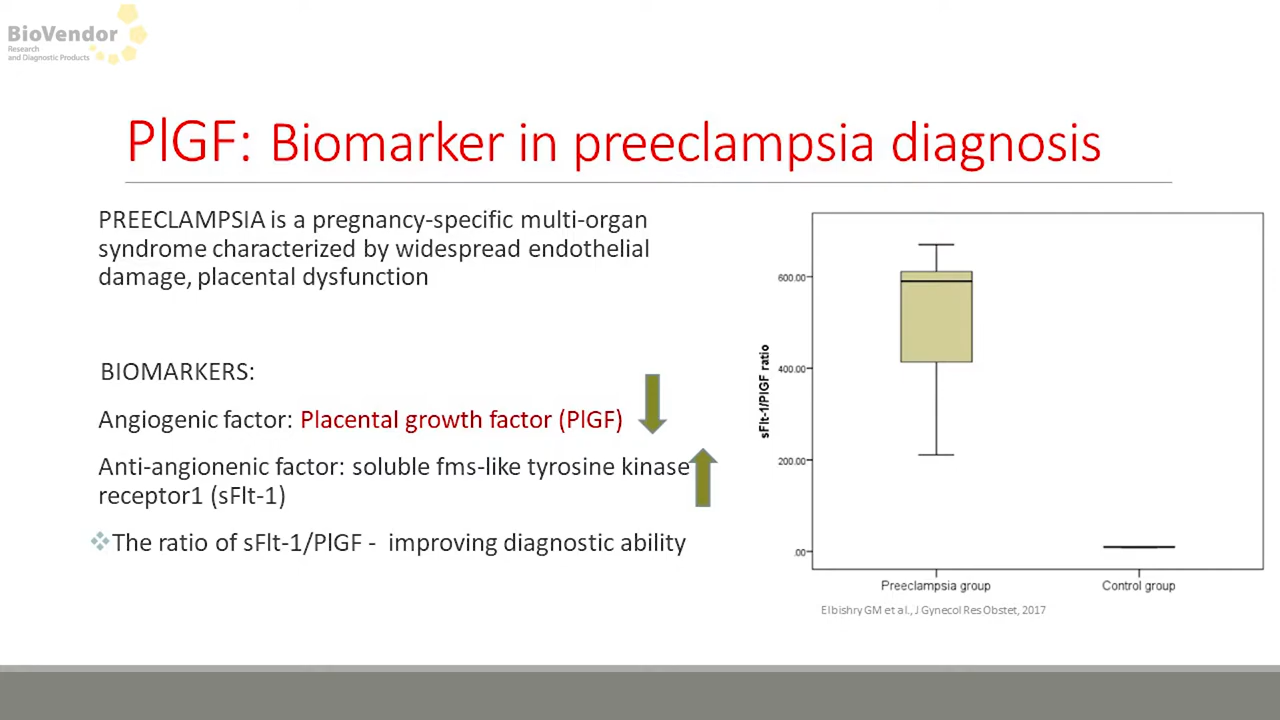 BioVendor
Research
and Diagnostic Products
PlGF: Biomarker in preeclampsia diagnosis
PREECLAMPSIA is a pregnancy-specific multi-organ
syndrome characterized by widespread endothelial
damage, placental dysfunction
BIOMARKERS:
Angiogenic factor: Placental growth factor (PlGF)
Anti-angionenic factor: soluble fms-like tyrosine kinase
receptor1 (sFlt-1)
The ratio of sFlt-1/PlGF - improving diagnostic ability
sFlt-1/PlGF ratio
600.00
400.00
200.00
.00
Preeclampsia group
Control group
Elbishry GM et al., J Gynecol Res Obstet, 2017